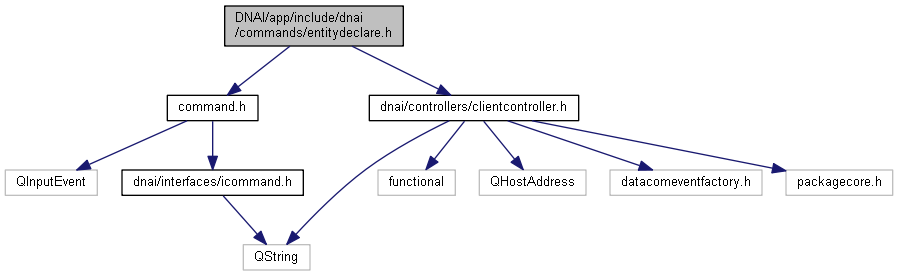 DNAI/app/include/dnai
/commands/entitydeclare.h
command.h
dnai/controllers/clientcontroller.h
QInputEvent
dnai/interfaces/icommand.h
functional
QHostAddress
datacomeventfactory.h
packagecore.h
QString